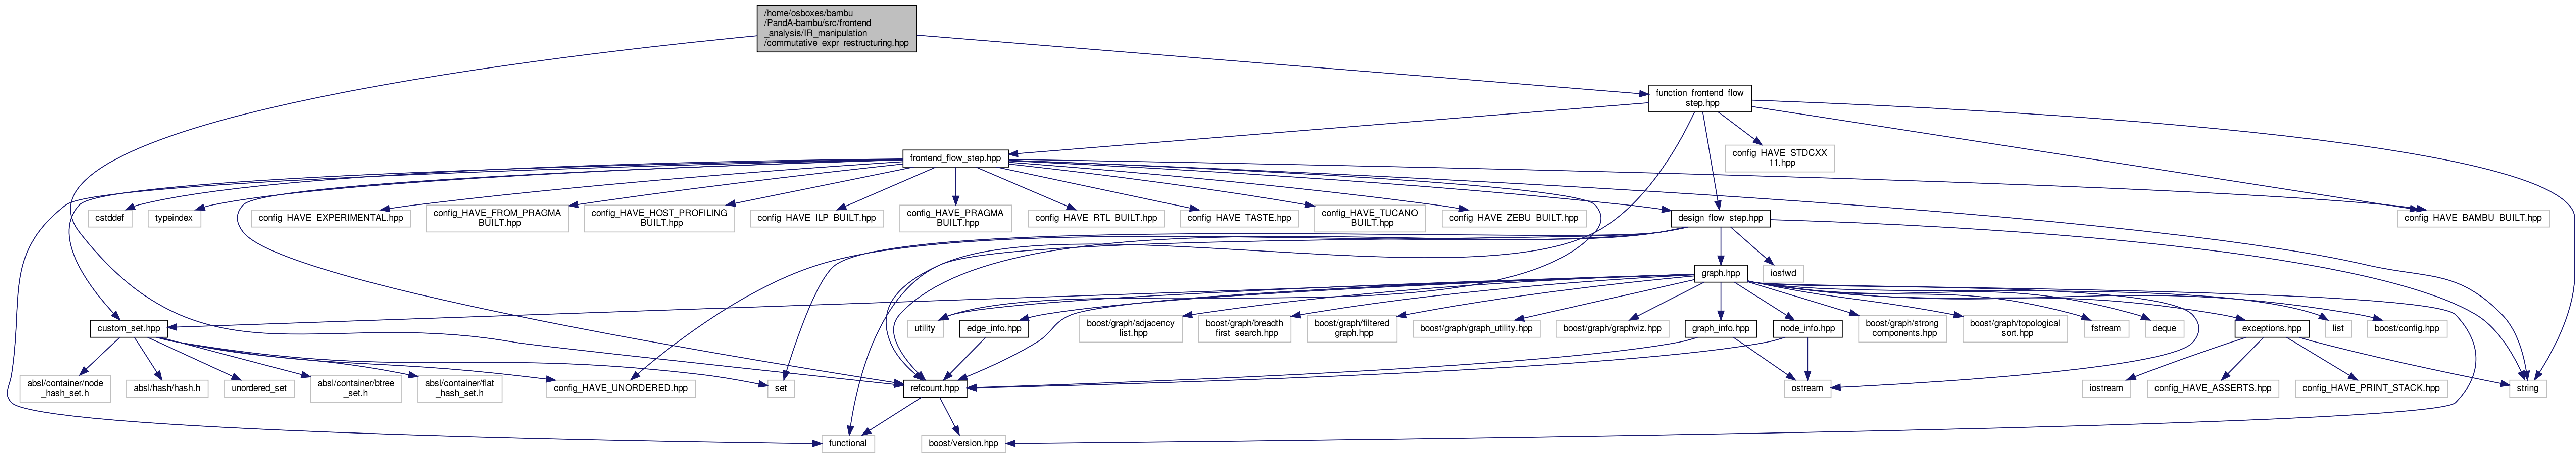 /home/osboxes/bambu
/PandA-bambu/src/frontend
_analysis/IR_manipulation
/commutative_expr_restructuring.hpp
function_frontend_flow
_step.hpp
frontend_flow_step.hpp
config_HAVE_STDCXX
_11.hpp
cstddef
typeindex
config_HAVE_EXPERIMENTAL.hpp
config_HAVE_FROM_PRAGMA
_BUILT.hpp
config_HAVE_HOST_PROFILING
_BUILT.hpp
config_HAVE_ILP_BUILT.hpp
config_HAVE_PRAGMA
_BUILT.hpp
config_HAVE_RTL_BUILT.hpp
config_HAVE_TASTE.hpp
config_HAVE_TUCANO
_BUILT.hpp
config_HAVE_ZEBU_BUILT.hpp
design_flow_step.hpp
config_HAVE_BAMBU_BUILT.hpp
graph.hpp
iosfwd
custom_set.hpp
utility
edge_info.hpp
boost/graph/adjacency
_list.hpp
boost/graph/breadth
_first_search.hpp
boost/graph/filtered
_graph.hpp
boost/graph/graph_utility.hpp
boost/graph/graphviz.hpp
graph_info.hpp
node_info.hpp
boost/graph/strong
_components.hpp
boost/graph/topological
_sort.hpp
fstream
deque
exceptions.hpp
list
boost/config.hpp
absl/container/node
_hash_set.h
absl/hash/hash.h
unordered_set
absl/container/btree
_set.h
absl/container/flat
_hash_set.h
config_HAVE_UNORDERED.hpp
set
refcount.hpp
ostream
iostream
config_HAVE_ASSERTS.hpp
config_HAVE_PRINT_STACK.hpp
string
functional
boost/version.hpp